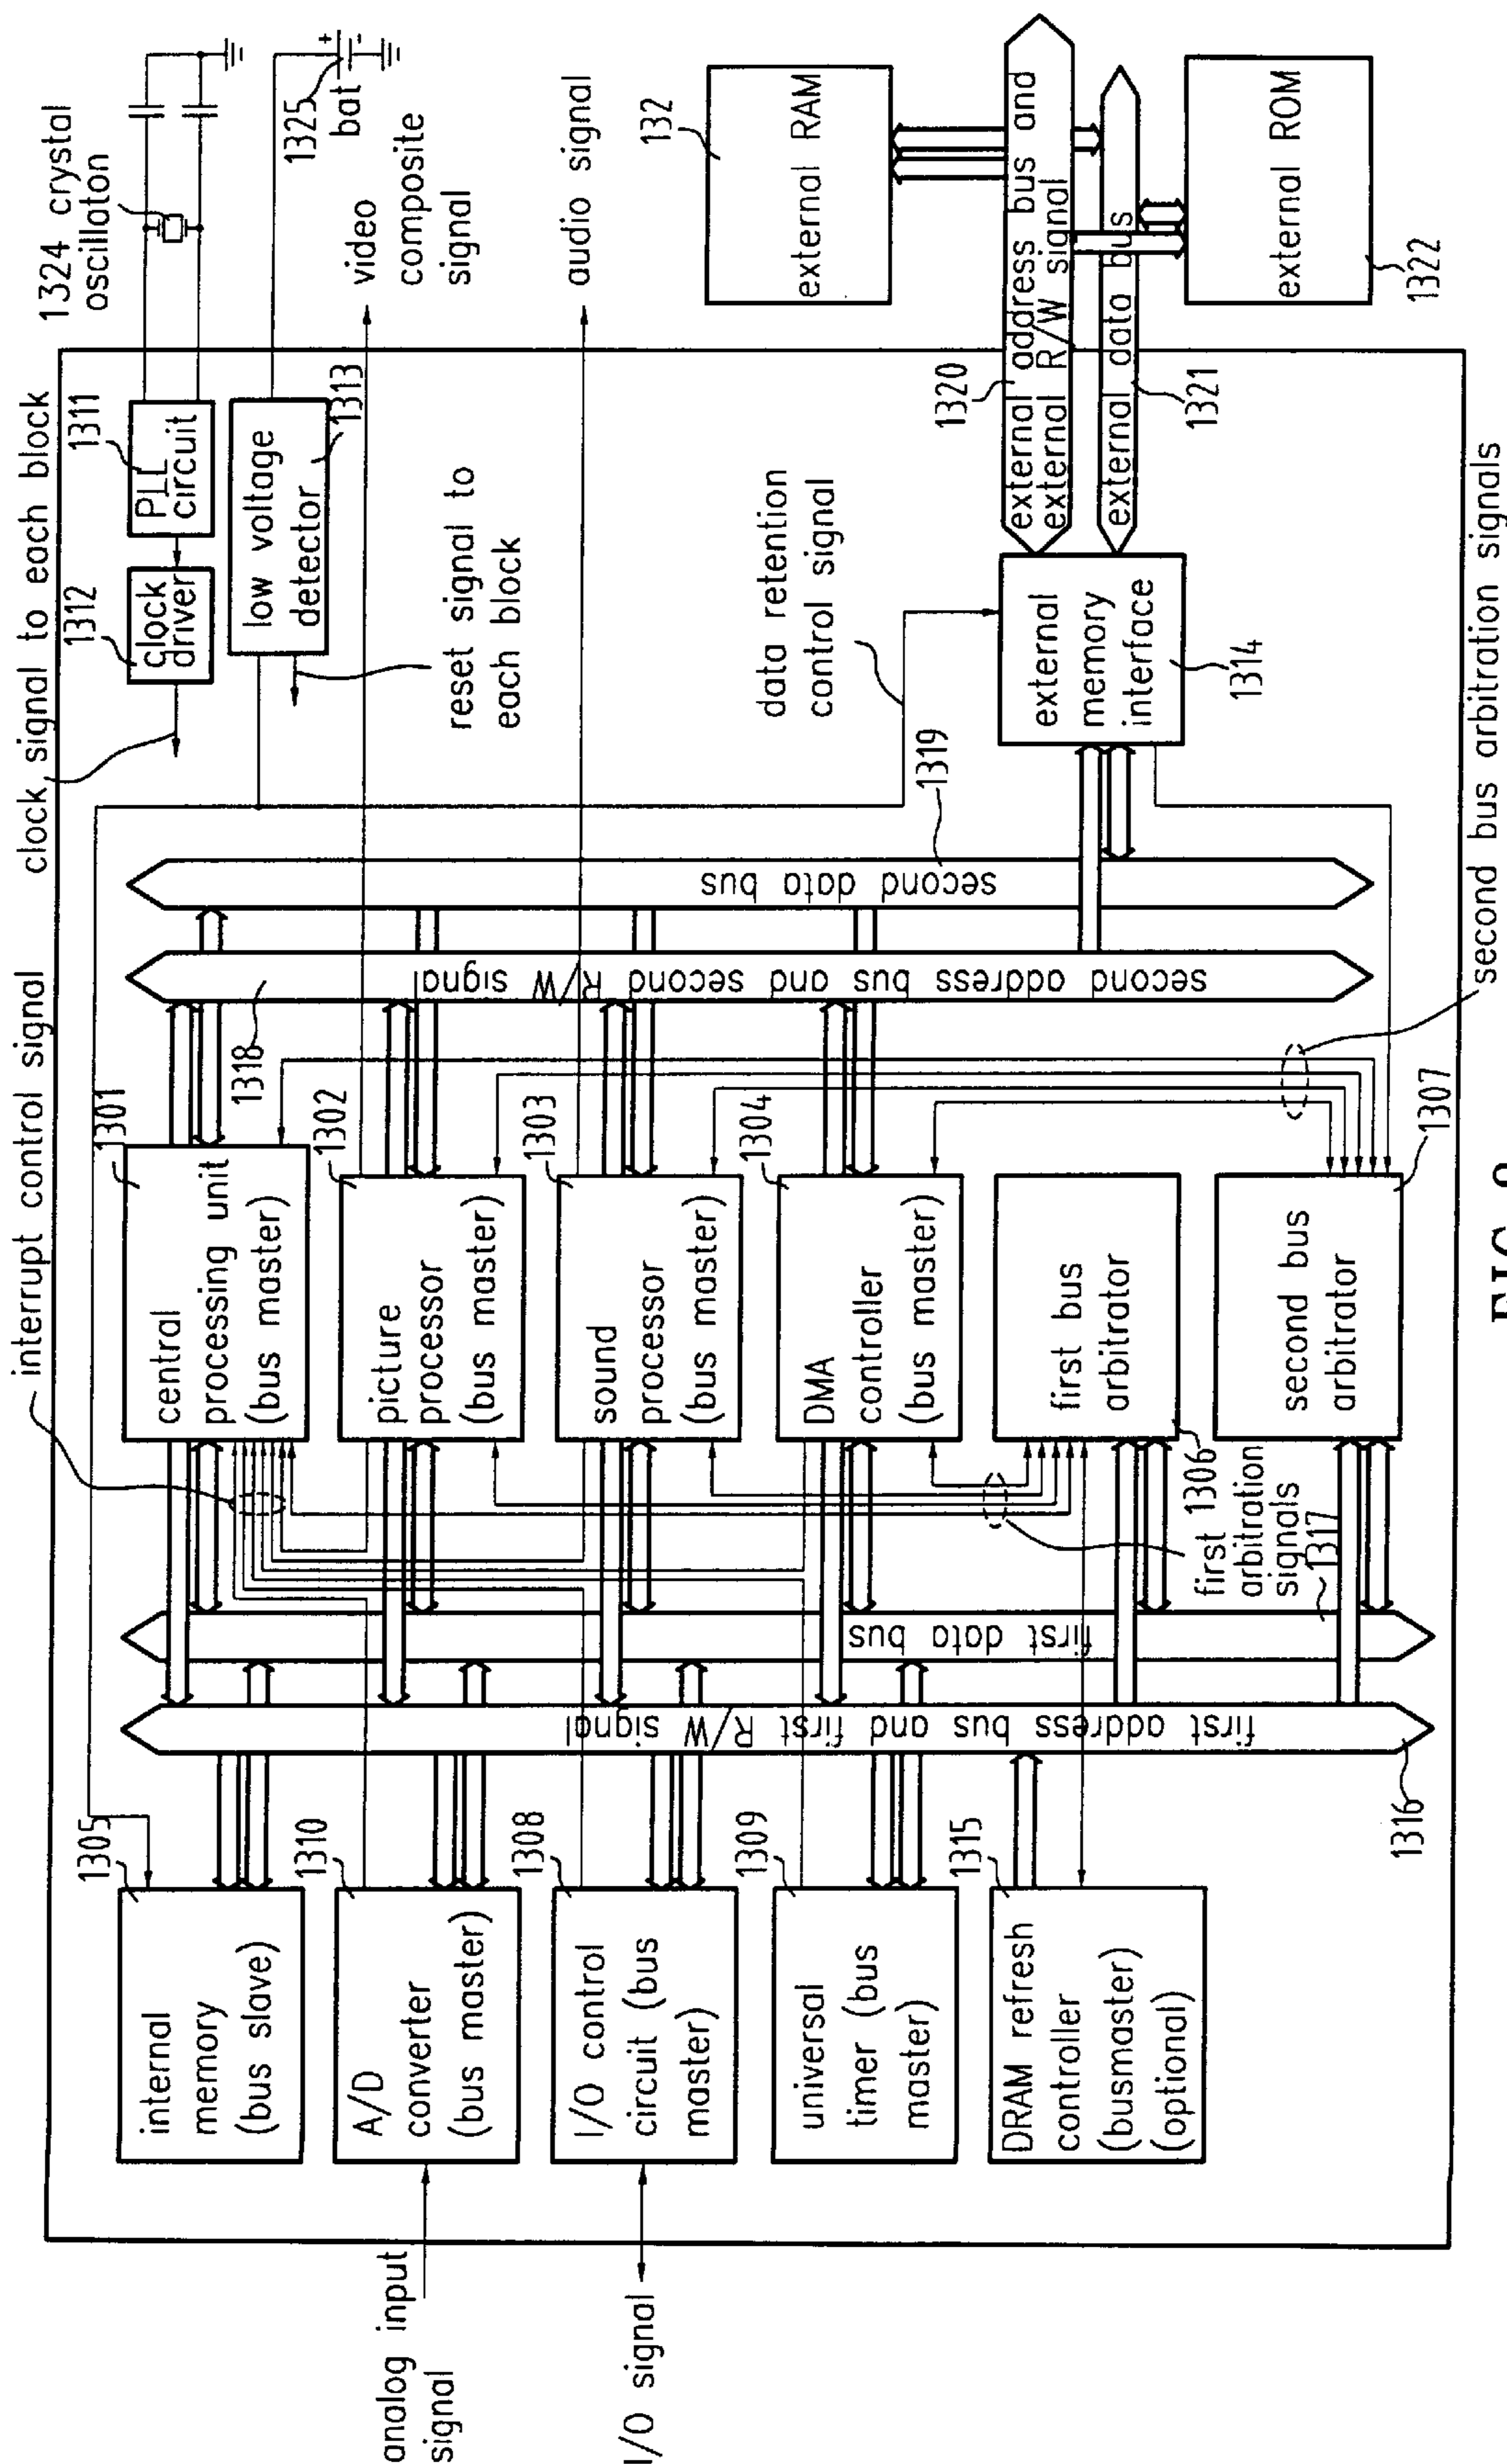 interrupt control signal
clock signal to each block
1324 crystal
oscillaton
1312
1311
clock
driver
PLL
circuit
low voltage
detector
1313
1325
bat
+
-
video
composite
signal
audio signal
reset signal to
each block
data retention
control signal
analog input
signal
I/O signal
1305
internal
memory
(bus slave)
1310
A/D
converter
(bus master)
1308
I/O control
circuit (bus
master)
1309
universal
timer (bus
master)
1315
DRAM refresh
controller
(busmaster)
(optional)
first address bus and first R/W signal
1316
first data bus
1317
first
arbitration
signals
1301
central
processing unit
(bus master)
1302
picture
processor
(bus master)
1303
sound
processor
(bus master)
1304
DMA
controller
(bus master)
1306
first bus
arbitrator
1307
second bus
arbitrator
1318
second address bus and second R/W signal
1319
second data bus
second bus arbitration signals
external
memory
interface
1314
1320
external address bus and
external R/W signal
external data bus
1321
132
external RAM
external ROM
1322